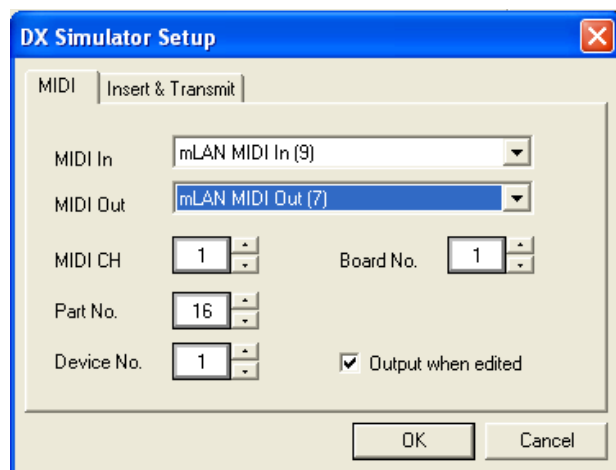 DX Simulator Setup
MIDI
Insert & Transmit
MIDI In
mLAN MIDI In (9)
MIDI Out
mLAN MIDI Out (7)
MIDI CH
1
Board No.
1
Part No.
16
Device No.
1
Output when edited
OK
Cancel